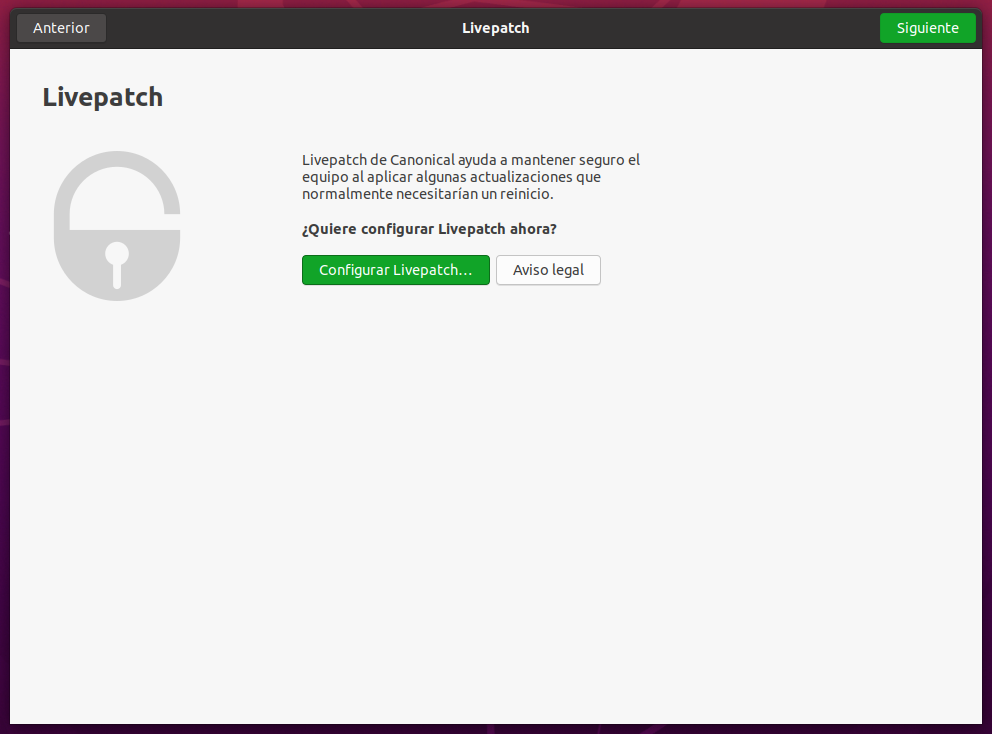 Anterior
Livepatch
Siguiente
Livepatch
Livepatch de Canonical ayuda a mantener seguro el
equipo al aplicar algunas actualizaciones que
normalmente necesitarían un reinicio.
¿Quiere configurar Livepatch ahora?
Configurar Livepatch…
Aviso legal